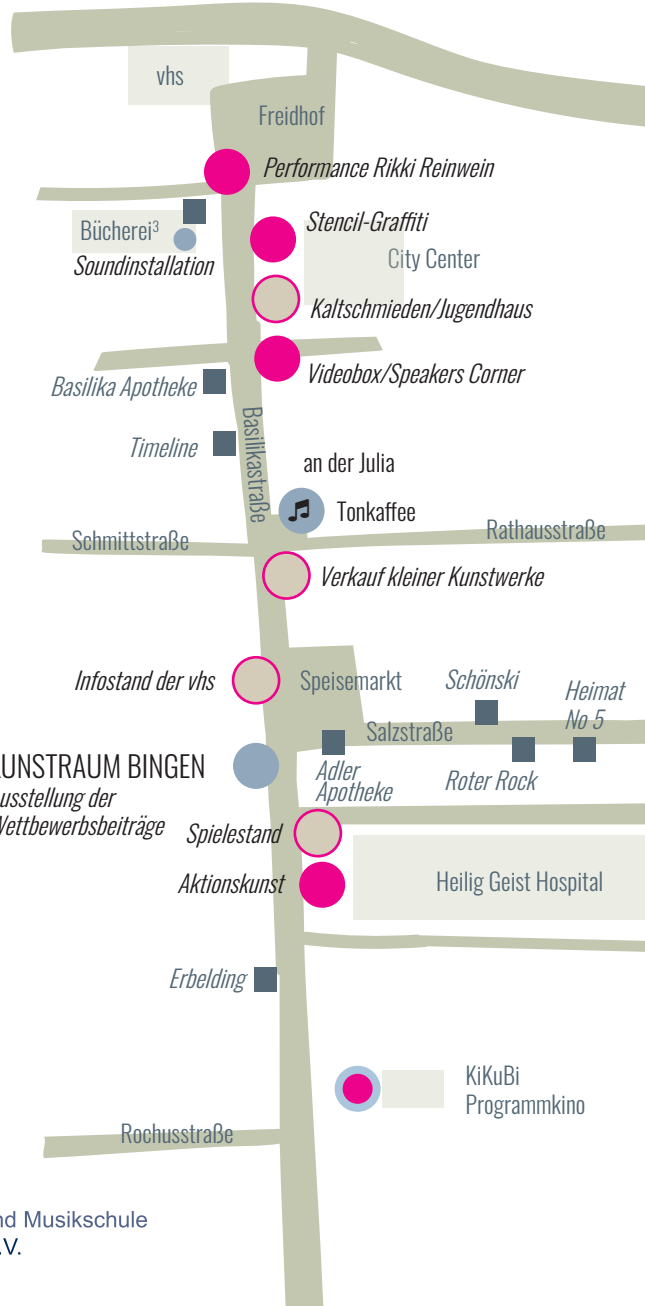 vhs
Freidhof
Performance Rikki Reinwein
Stencil-Graffiti
Bücherei³
City Center
Soundinstallation
Kaltschmieden/Jugendhaus
Videobox/Speakers Corner
Basilika Apotheke
Basilikastraße
Timeline
an der Julia
Tonkaffee
Rathausstraße
Schmittstraße
Verkauf kleiner Kunstwerke
Infostand der vhs
Speisemarkt
Schönski
Heimat
No 5
Salzstraße
UNSTRAUM BINGEN
usstellung der
Wettbewerbsbeiträge
Adler
Apotheke
Roter Rock
Spielestand
Aktionskunst
Heilig Geist Hospital
Erbelding
KiKuBi
Programmkino
Rochusstraße
nd Musikschule
.V.